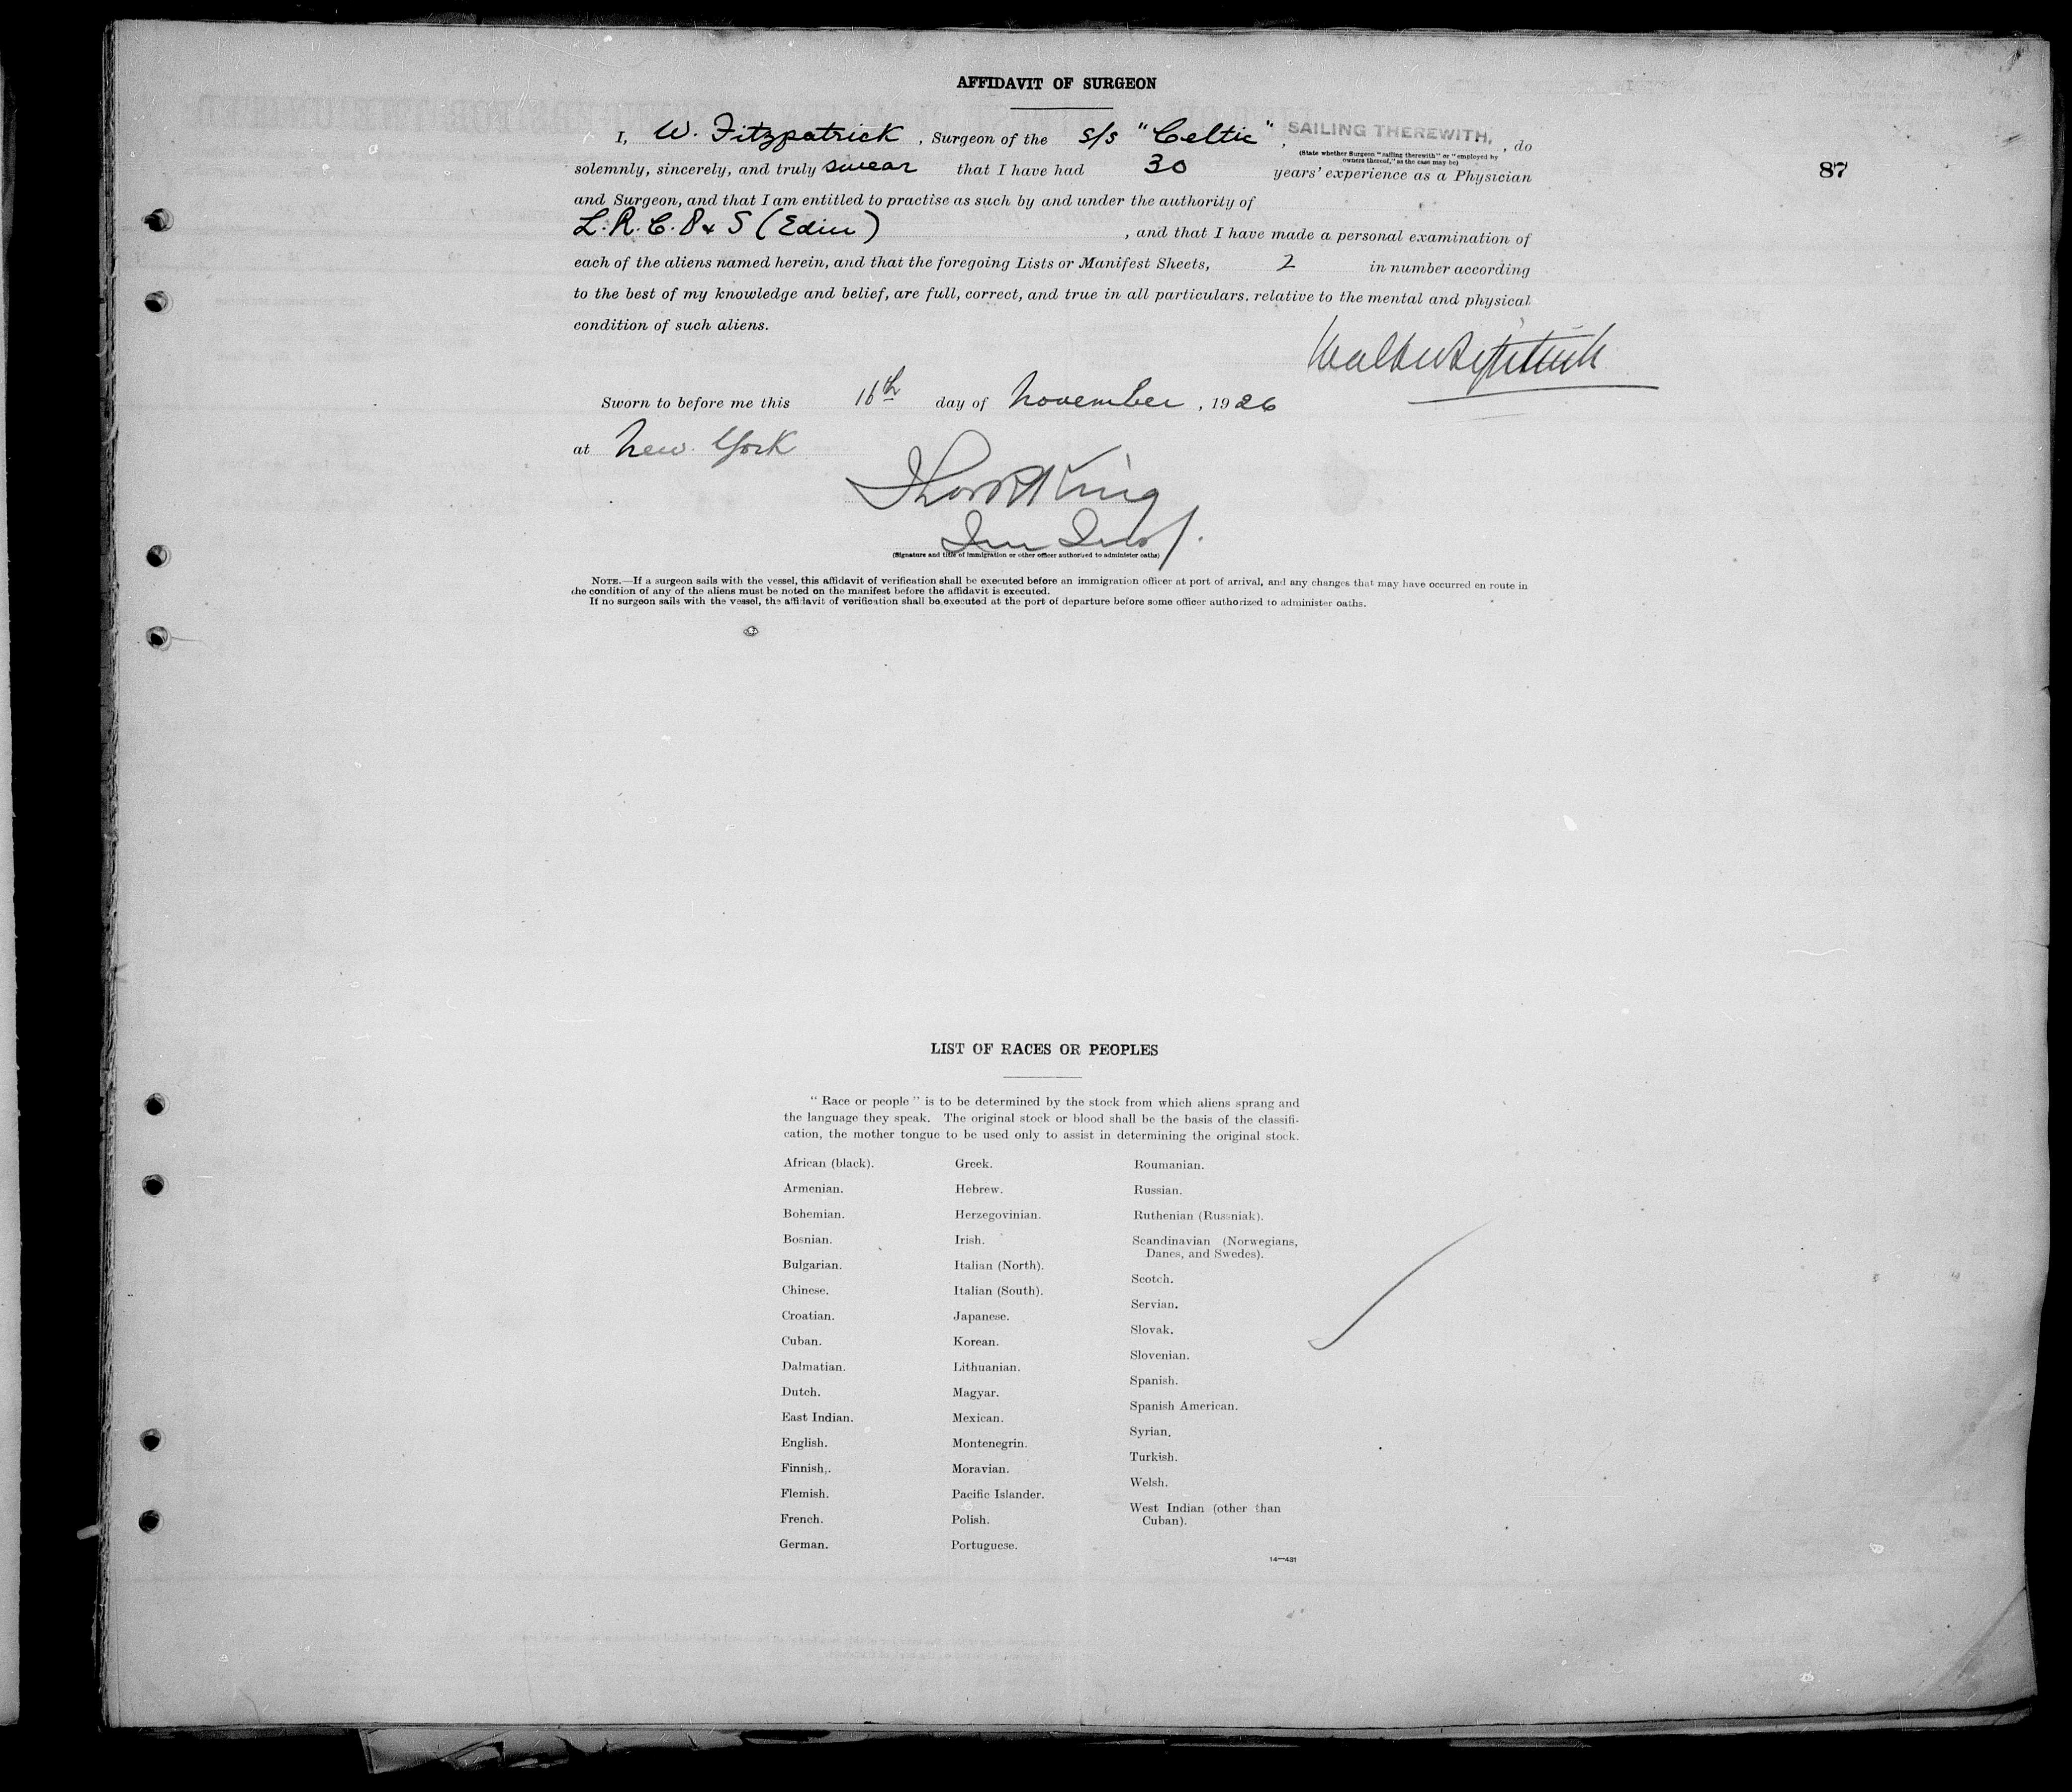 AFFIDAVIT OF SURGEON
I, W. Fitzpatrick, Surgeon of the s/s "Celtic", SAILING THEREWITH, do
(State whether Surgeon "sailing therewith" or "employed by
owners thereof," as the case may be)
87
solemnly, sincerely, and truly swear that I have had 30 years' experience as a Physician
and Surgeon, and that I am entitled to practise as such by and under the authority of
L.R.C.P & S (Edin) , and that I have made a personal examination of
each of the aliens named herein, and that the foregoing Lists or Manifest Sheets, 2 in number according
to the best of my knowledge and belief, are full, correct, and true in all particulars, relative to the mental and physical
condition of such aliens.
Walter Fitzpatrick
Sworn to before me this 16th day of November, 1926
at New York
King
(Signature and title of immigration or other officer authorized to administer oaths)
NOTE.—If a surgeon sails with the vessel, this affidavit of verification shall be executed before an immigration officer at port of arrival, and any changes that may have occurred en route in
the condition of any of the aliens must be noted on the manifest before the affidavit is executed.
If no surgeon sails with the vessel, the affidavit of verification shall be executed at the port of departure before some officer authorized to administer oaths.
LIST OF RACES OR PEOPLES
"Race or people" is to be determined by the stock from which aliens sprang and
the language they speak. The original stock or blood shall be the basis of the classifi-
cation, the mother tongue to be used only to assist in determining the original stock.
African (black).
Armenian.
Bohemian.
Bosnian.
Bulgarian.
Chinese.
Croatian.
Cuban.
Dalmatian.
Dutch.
East Indian.
English.
Finnish.
Flemish.
French.
German.
Greek.
Hebrew.
Herzegovinian.
Irish.
Italian (North).
Italian (South).
Japanese.
Korean.
Lithuanian.
Magyar.
Mexican.
Montenegrin.
Moravian.
Pacific Islander.
Polish.
Portuguese.
Roumanian.
Russian.
Ruthenian (Russniak).
Scandinavian (Norwegians,
Danes, and Swedes).
Scotch.
Servian.
Slovak.
Slovenian.
Spanish.
Spanish American.
Syrian.
Turkish.
Welsh.
West Indian (other than
Cuban).
14—431